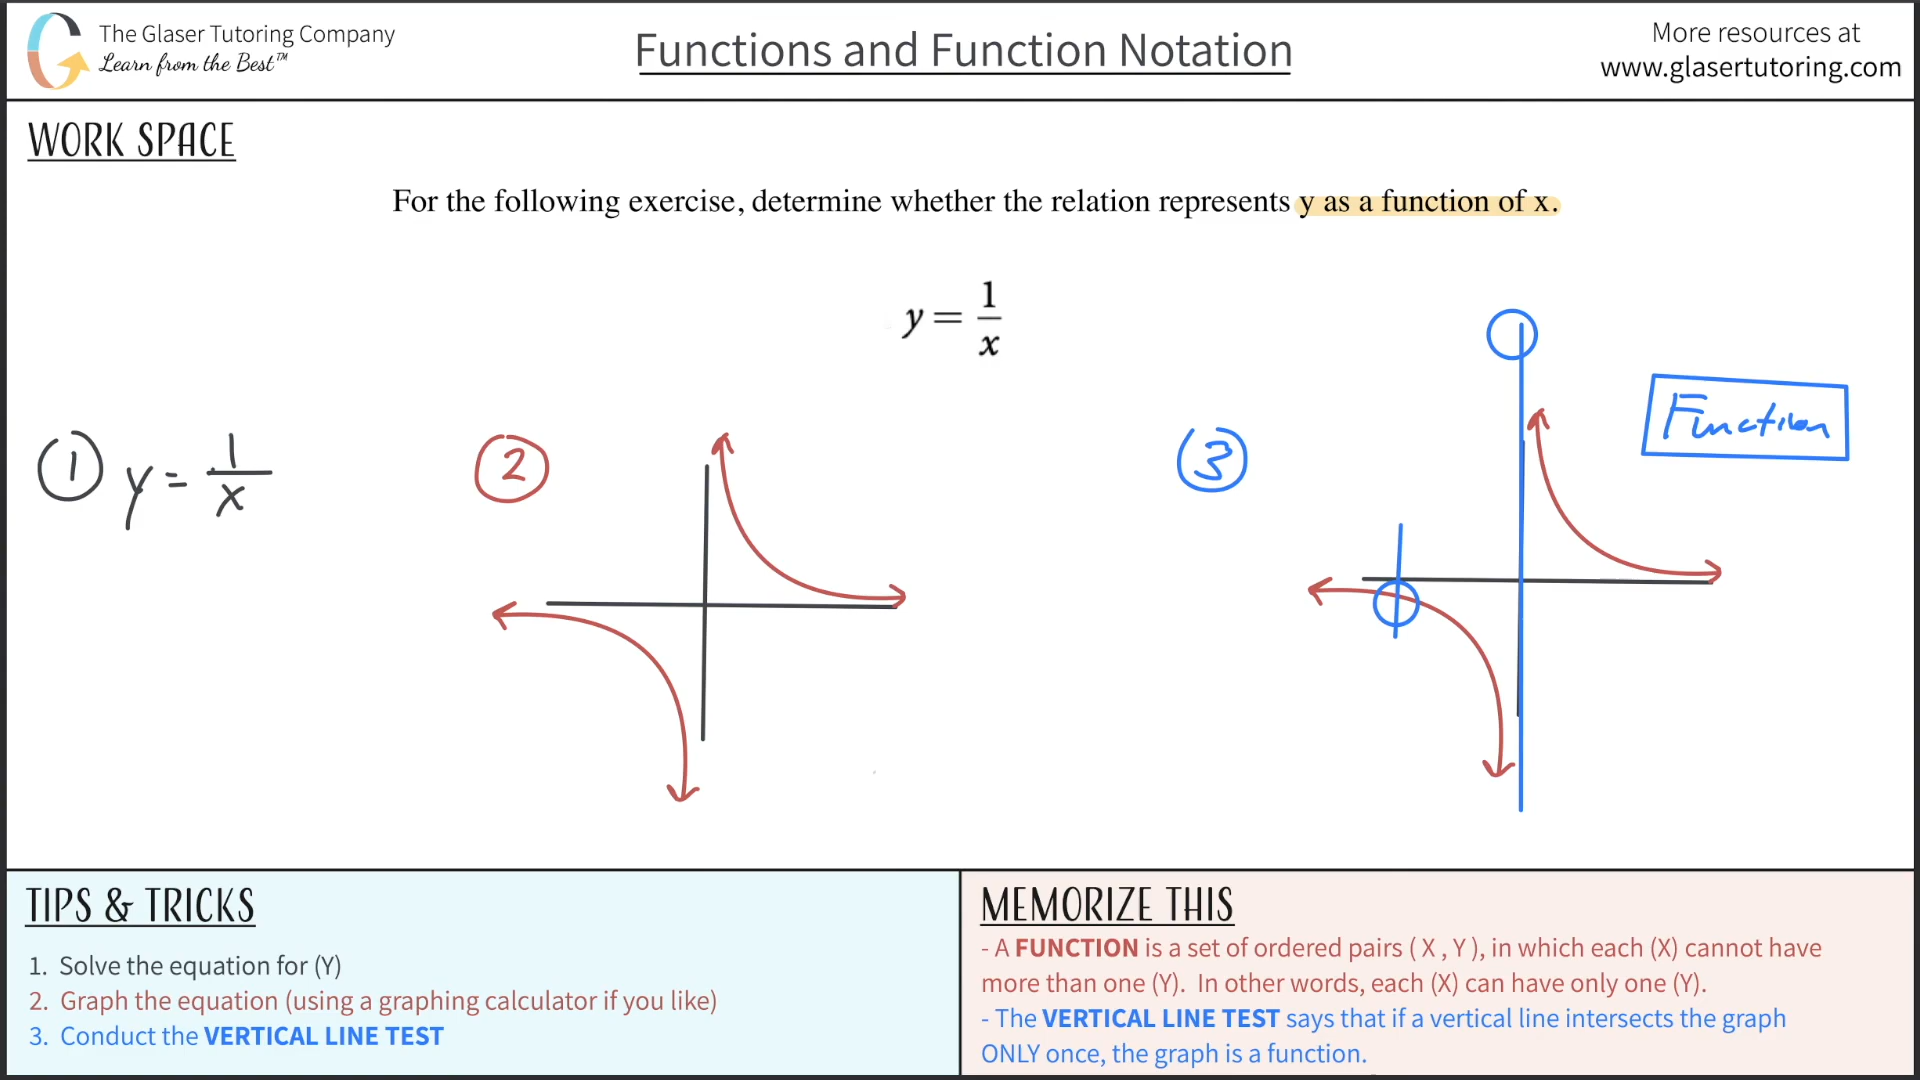 The Glaser Tutoring Company
Learn from the Best™
Functions and Function Notation
More resources at
www.glasertutoring.com
WORK SPACE
For the following exercise, determine whether the relation represents y as a function of x.
y = 1/x
① y = 1/x
②
③
Function
TIPS & TRICKS
1. Solve the equation for (Y)
2. Graph the equation (using a graphing calculator if you like)
3. Conduct the VERTICAL LINE TEST
MEMORIZE THIS
- A FUNCTION is a set of ordered pairs ( X , Y ), in which each (X) cannot have
more than one (Y). In other words, each (X) can have only one (Y).
- The VERTICAL LINE TEST says that if a vertical line intersects the graph
ONLY once, the graph is a function.